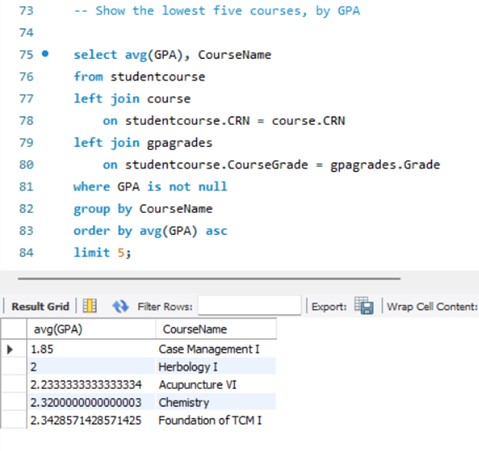 73 -- Show the lowest five courses, by GPA
74
75 select avg(GPA), CourseName
76 from studentcourse
77 left join course
78 on studentcourse.CRN = course.CRN
79 left join gpagrades
80 on studentcourse.CourseGrade = gpagrades.Grade
81 where GPA is not null
82 group by CourseName
83 order by avg(GPA) asc
84 limit 5;
Result Grid Filter Rows: Export: Wrap Cell Content:
avg(GPA) CourseName
1.85 Case Management I
2 Herbology I
2.2333333333333334 Acupuncture VI
2.3200000000000003 Chemistry
2.3428571428571425 Foundation of TCM I